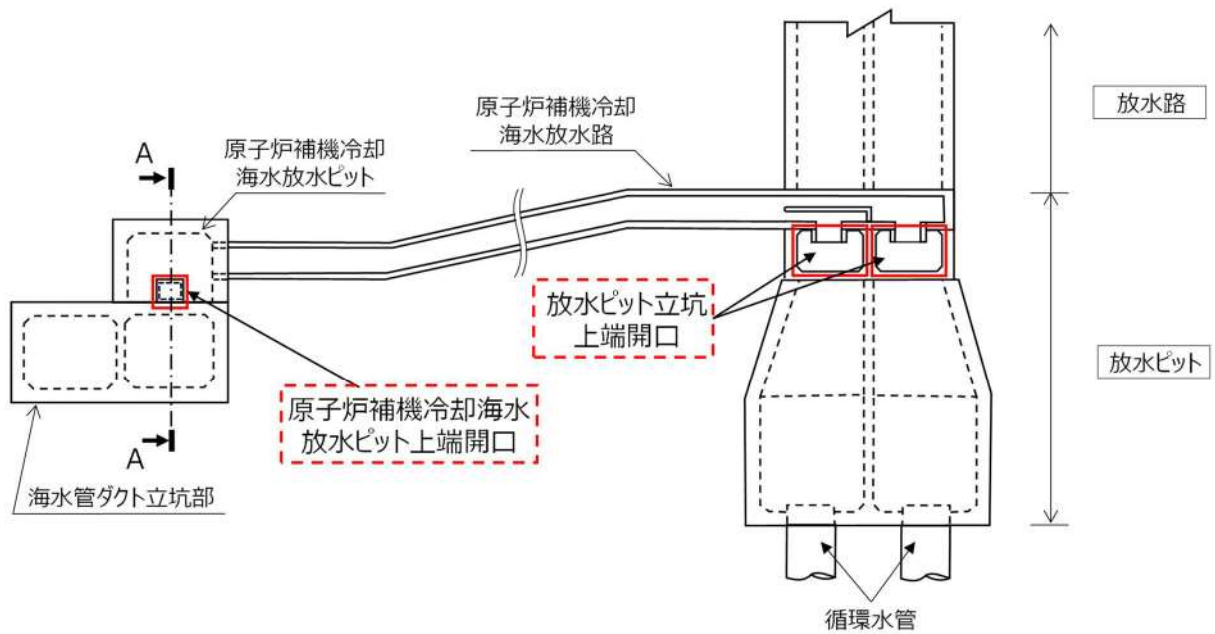 原子炉補機冷却
海水放水路
放水路
A
原子炉補機冷却
海水放水ピット
放水ピット立坑
上端開口
放水ピット
原子炉補機冷却海水
放水ピット上端開口
A
海水管ダクト立坑部
循環水管